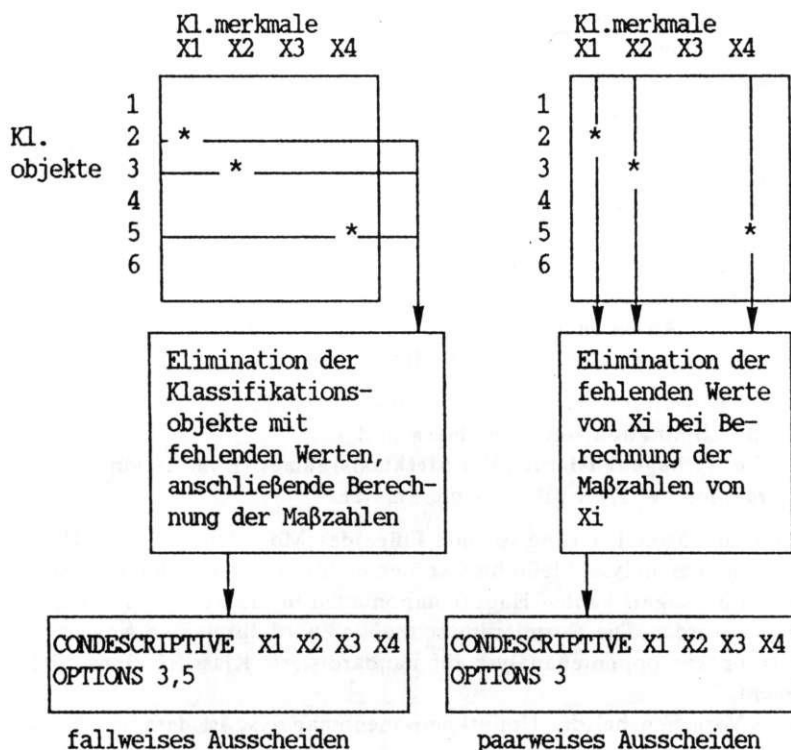 Kl.merkmale
X1 X2 X3 X4
1
Kl. 2 *
objekte 3 *
4
5 *
6
Elimination der
Klassifikations-
objekte mit
fehlenden Werten,
anschließende Berech-
nung der Maßzahlen
CONDESCRIPTIVE X1 X2 X3 X4
OPTIONS 3,5
fallweises Ausscheiden
Kl.merkmale
X1 X2 X3 X4
1
2 *
3 *
4
5 *
6
Elimination der
fehlenden Werte
von Xi bei Be-
rechnung der
Maßzahlen von
Xi
CONDESCRIPTIVE X1 X2 X3 X4
OPTIONS 3
paarweises Ausscheiden